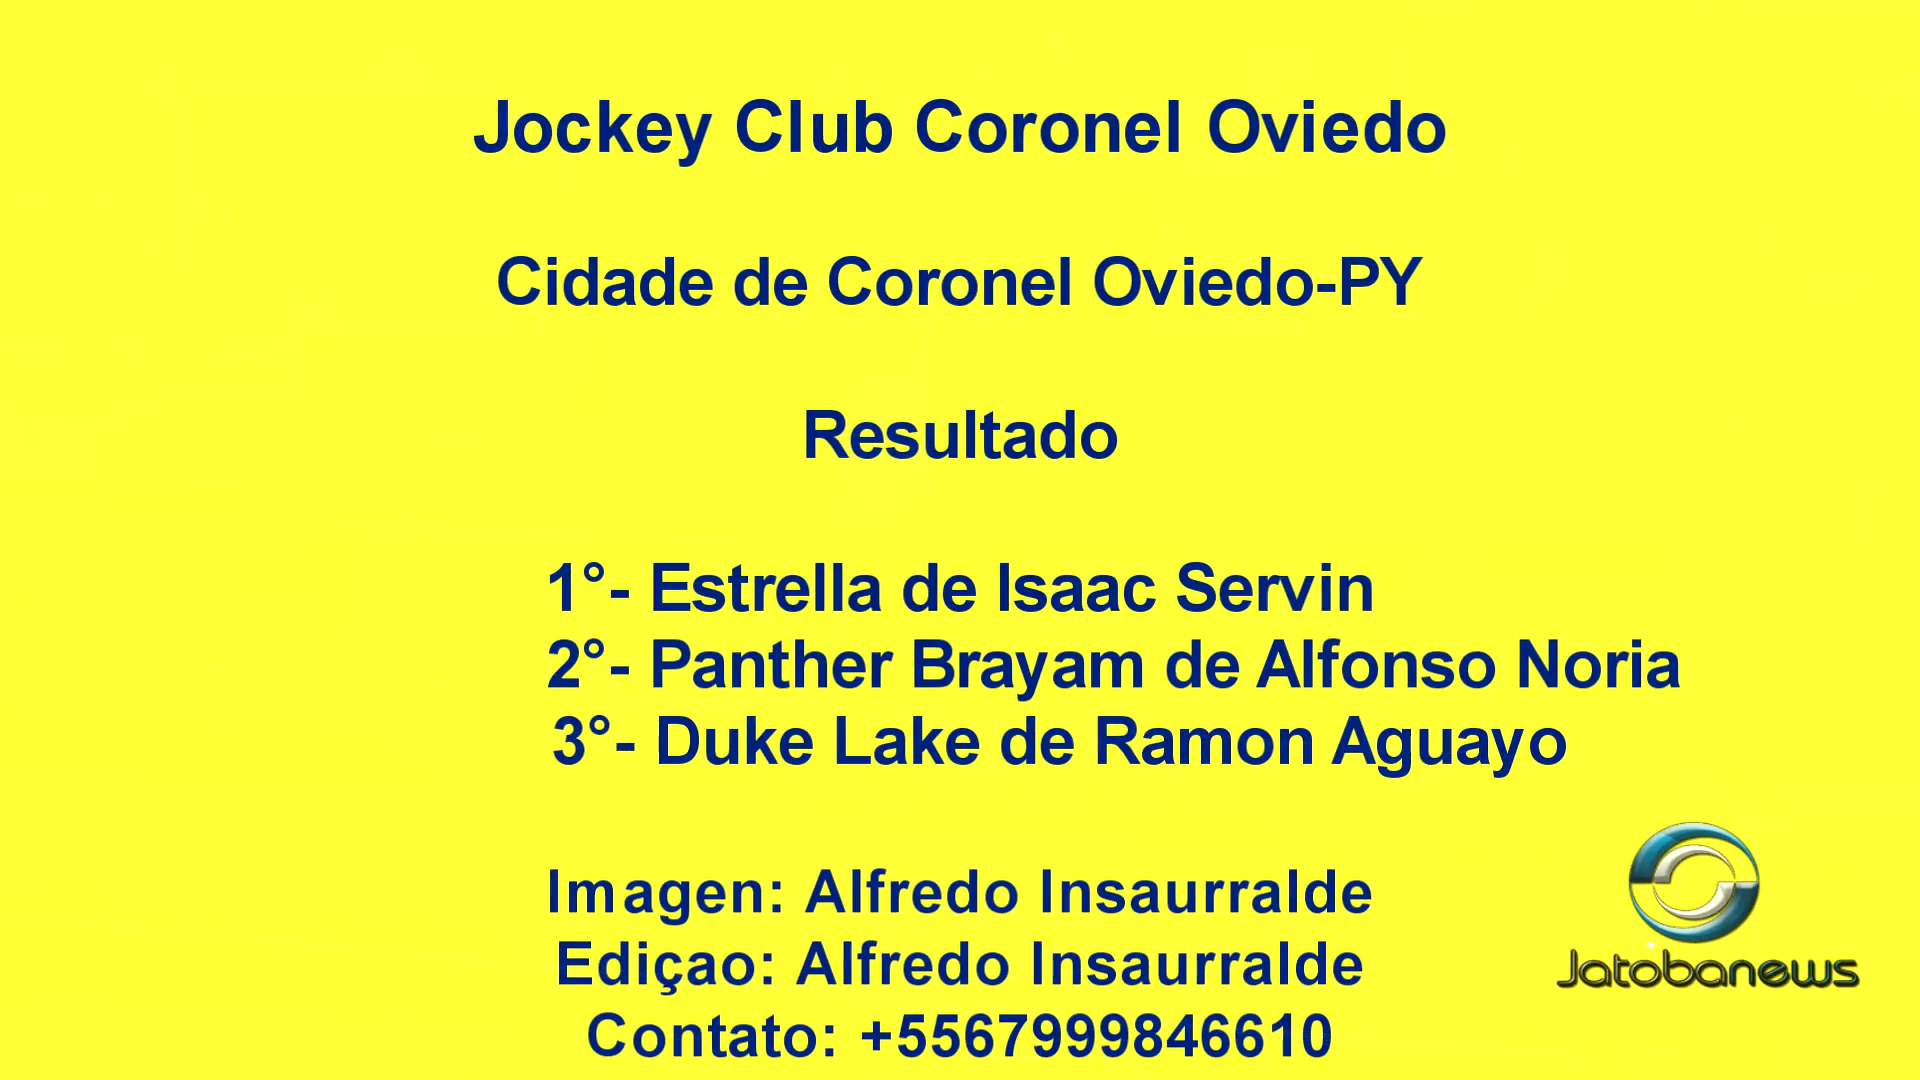 Jockey Club Coronel Oviedo
Cidade de Coronel Oviedo-PY
Resultado
1°- Estrella de Isaac Servin
2°- Panther Brayam de Alfonso Noria
3°- Duke Lake de Ramon Aguayo
Imagen: Alfredo Insaurralde
Ediçao: Alfredo Insaurralde
Contato: +5567999846610
Jatobanews